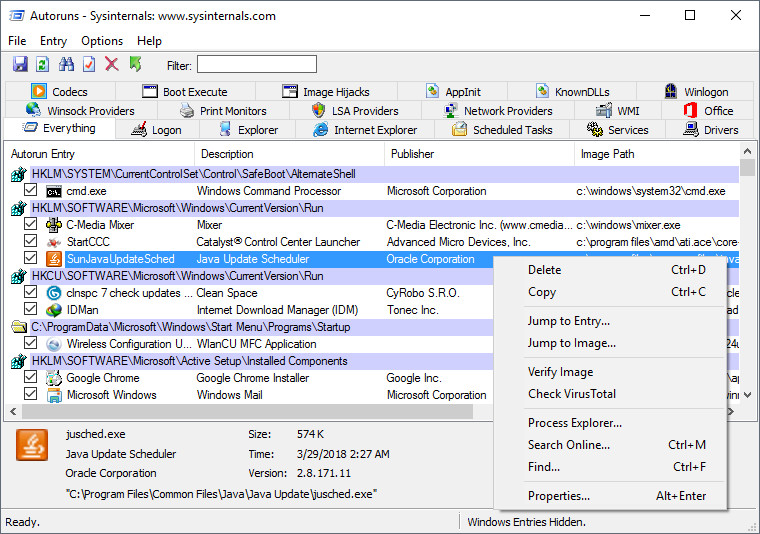 Autoruns - Sysinternals: www.sysinternals.com
File Entry Options Help
Filter:
Codecs Boot Execute Image Hijacks AppInit KnownDLLs Winlogon
Winsock Providers Print Monitors LSA Providers Network Providers WMI Office
Everything Logon Explorer Internet Explorer Scheduled Tasks Services Drivers
Autorun Entry Description Publisher Image Path
HKLM\SYSTEM\CurrentControlSet\Control\SafeBoot\AlternateShell
cmd.exe Windows Command Processor Microsoft Corporation c:\windows\system32\cmd.exe
HKLM\SOFTWARE\Microsoft\Windows\CurrentVersion\Run
C-Media Mixer Mixer C-Media Electronic Inc. (www.cmedia... c:\windows\mixer.exe
StartCCC Catalyst® Control Center Launcher Advanced Micro Devices, Inc. c:\program files\amd\ati.ace\core-
SunJavaUpdateSched Java Update Scheduler Oracle Corporation
HKCU\SOFTWARE\Microsoft\Windows\CurrentVersion\Run
clnspc 7 check updates ... Clean Space CyRobo S.R.O.
IDMan Internet Download Manager (IDM) Tonec Inc.
C:\ProgramData\Microsoft\Windows\Start Menu\Programs\Startup
Wireless Configuration U... WlanCU MFC Application
HKLM\SOFTWARE\Microsoft\Active Setup\Installed Components
Google Chrome Google Chrome Installer Google Inc.
Microsoft Windows Windows Mail Microsoft Corporation
Delete Ctrl+D
Copy Ctrl+C
Jump to Entry...
Jump to Image...
Verify Image
Check VirusTotal
Process Explorer...
Search Online... Ctrl+M
Find... Ctrl+F
Properties... Alt+Enter
jusched.exe Size: 574 K
Java Update Scheduler Time: 3/29/2018 2:27 AM
Oracle Corporation Version: 2.8.171.11
"C:\Program Files\Common Files\Java\Java Update\jusched.exe"
Ready. Windows Entries Hidden.